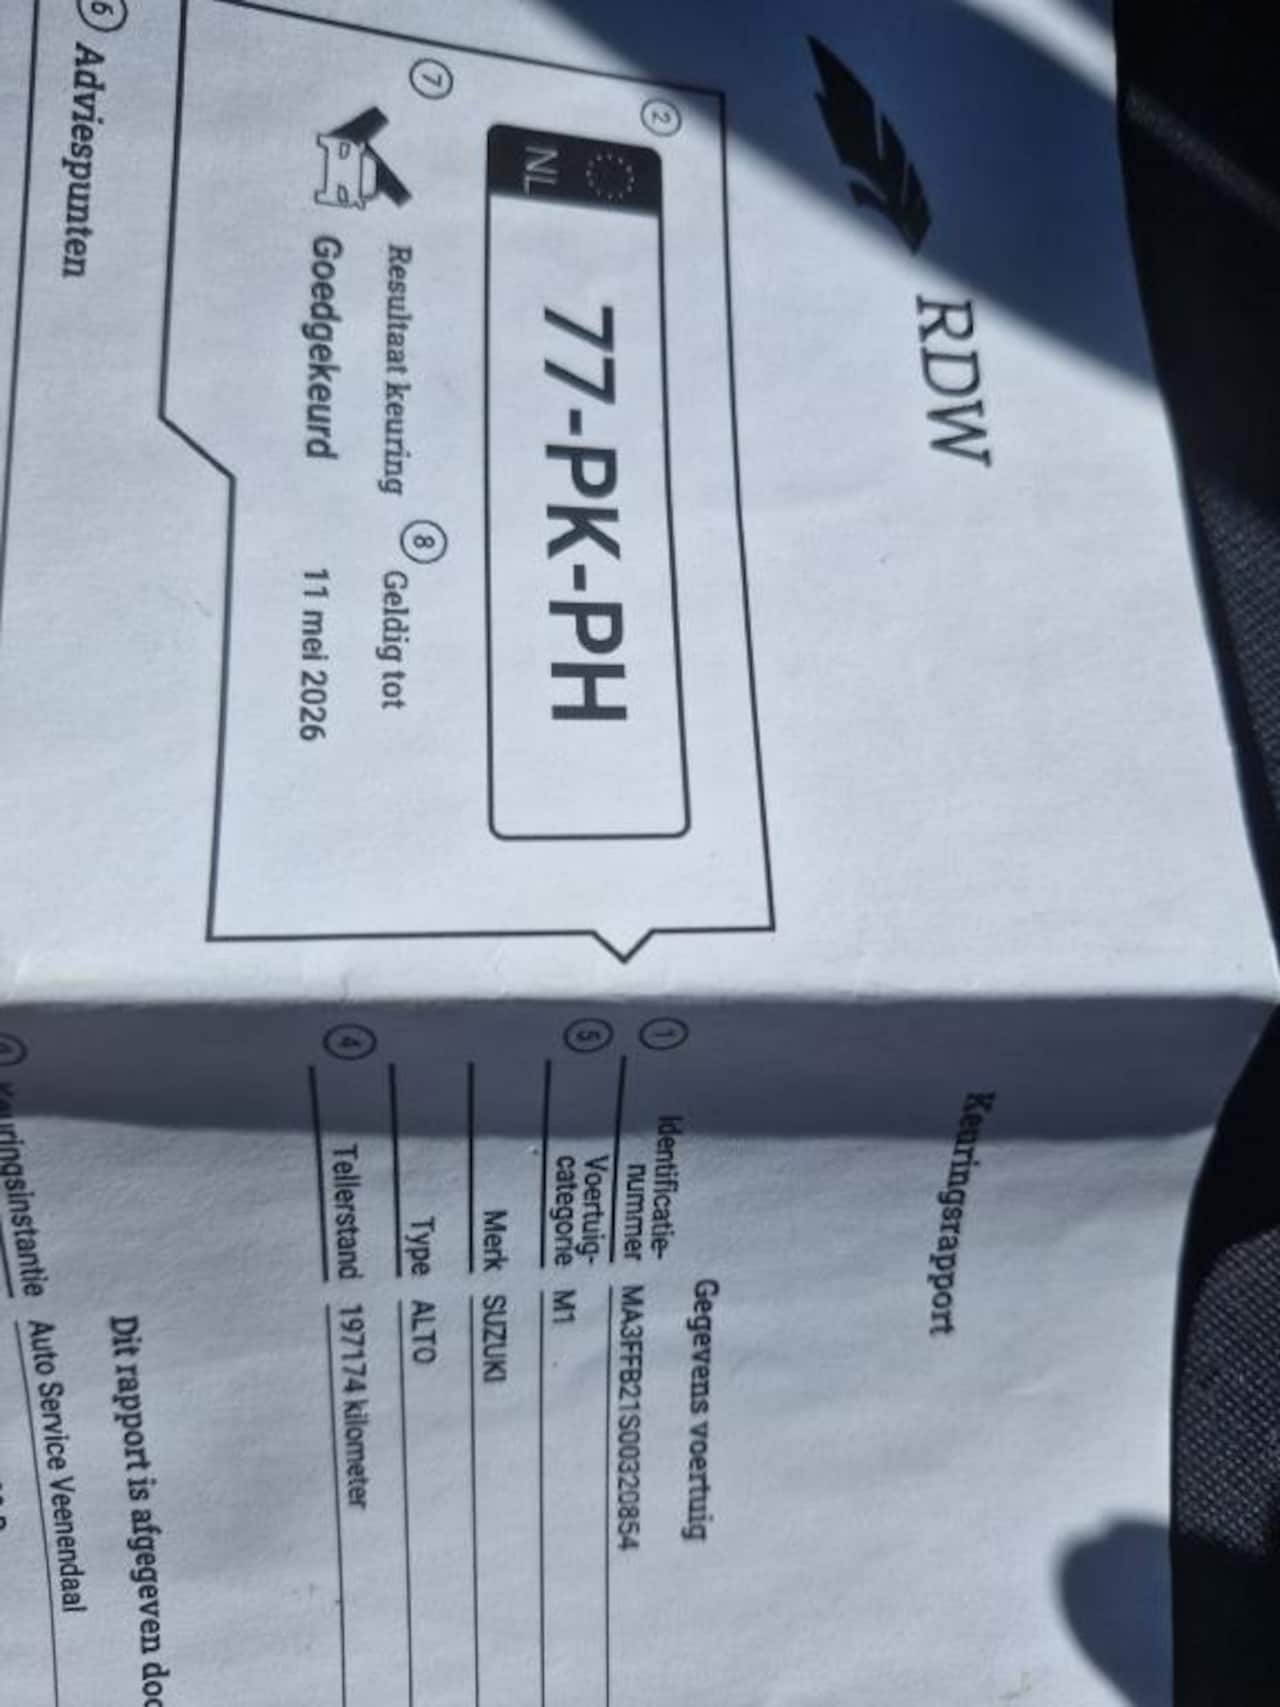 RDW
Keuringsrapport
2
NL
77-PK-PH
7 Resultaat keuring
Goedgekeurd
8 Geldig tot
11 mei 2026
Gegevens voertuig
1 Identificatie-
nummer MA3FFB21S00320854
5 Voertuig-
categorie M1
Merk SUZUKI
Type ALTO
4 Tellerstand 197174 kilometer
6 Adviespunten
Dit rapport is afgegeven doo
Keuringsinstantie Auto Service Veenendaal